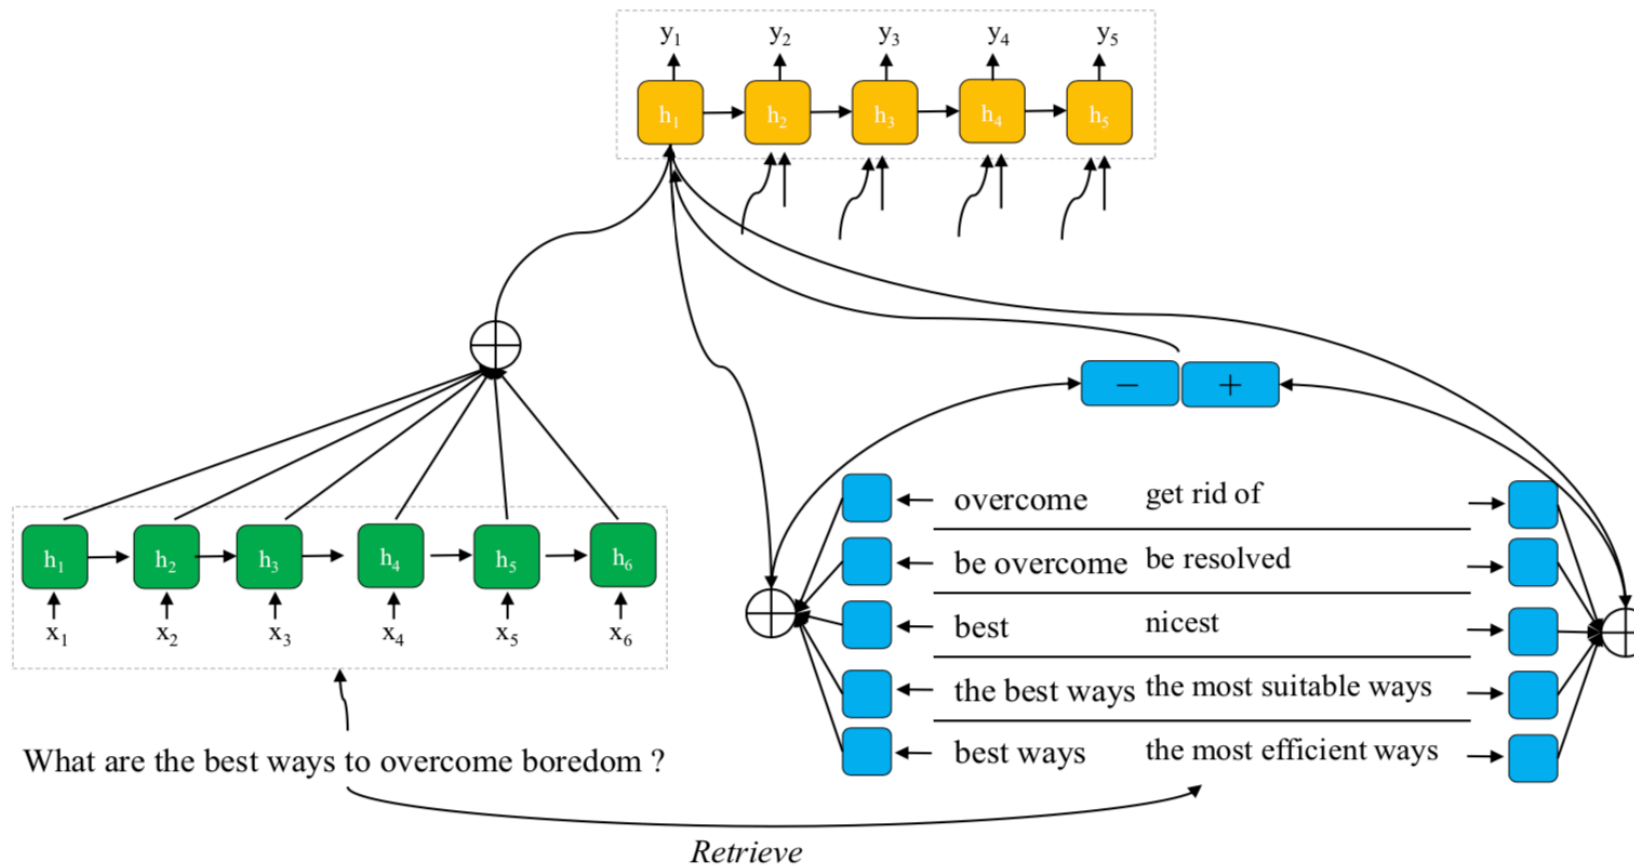 y₁ y₂ y₃ y₄ y₅
h₁ h₂ h₃ h₄ h₅
− +
h₁ h₂ h₃ h₄ h₅ h₆
x₁ x₂ x₃ x₄ x₅ x₆
What are the best ways to overcome boredom ?
overcome get rid of
be overcome be resolved
best nicest
the best ways the most suitable ways
best ways the most efficient ways
Retrieve